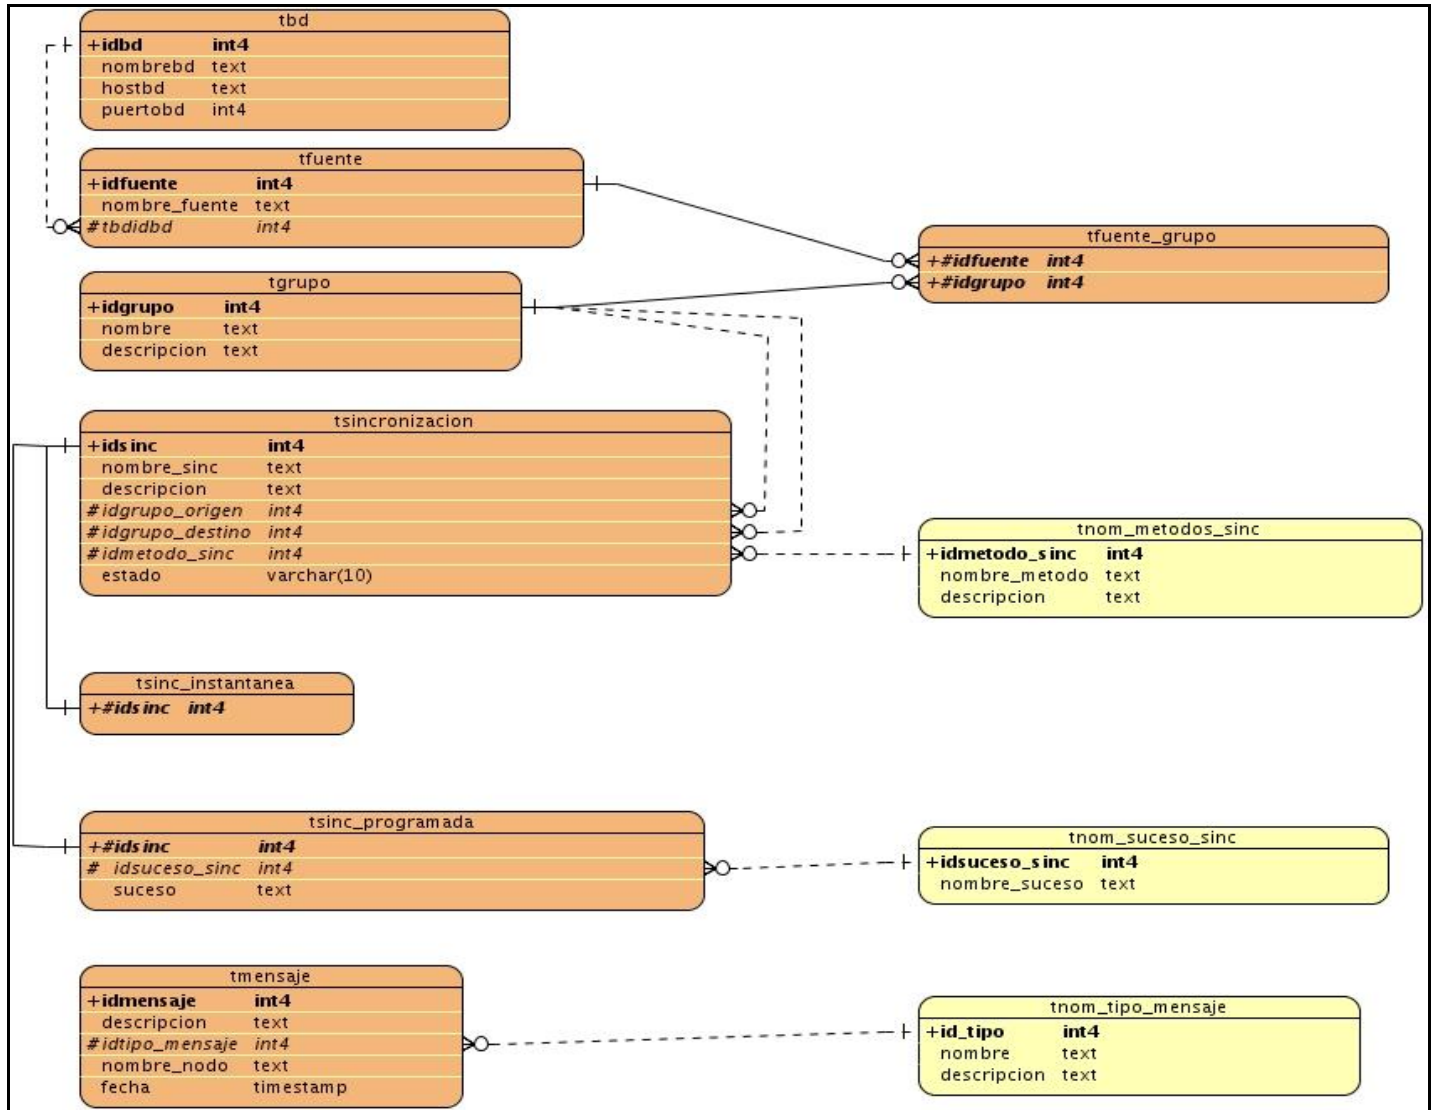 tbd
+idbd int4
nombrebd text
hostbd text
puertobd int4
tfuente
+idfuente int4
nombre_fuente text
#tbdidbd int4
tfuente_grupo
+#idfuente int4
+#idgrupo int4
tgrupo
+idgrupo int4
nombre text
descripcion text
tsincronizacion
+idsinc int4
nombre_sinc text
descripcion text
#idgrupo_origen int4
#idgrupo_destino int4
#idmetodo_sinc int4
estado varchar(10)
tnom_metodos_sinc
+idmetodo_sinc int4
nombre_metodo text
descripcion text
tsinc_instantanea
+#idsinc int4
tsinc_programada
+#idsinc int4
# idsuceso_sinc int4
suceso text
tnom_suceso_sinc
+idsuceso_sinc int4
nombre_suceso text
tmensaje
+idmensaje int4
descripcion text
#idtipo_mensaje int4
nombre_nodo text
fecha timestamp
tnom_tipo_mensaje
+id_tipo int4
nombre text
descripcion text